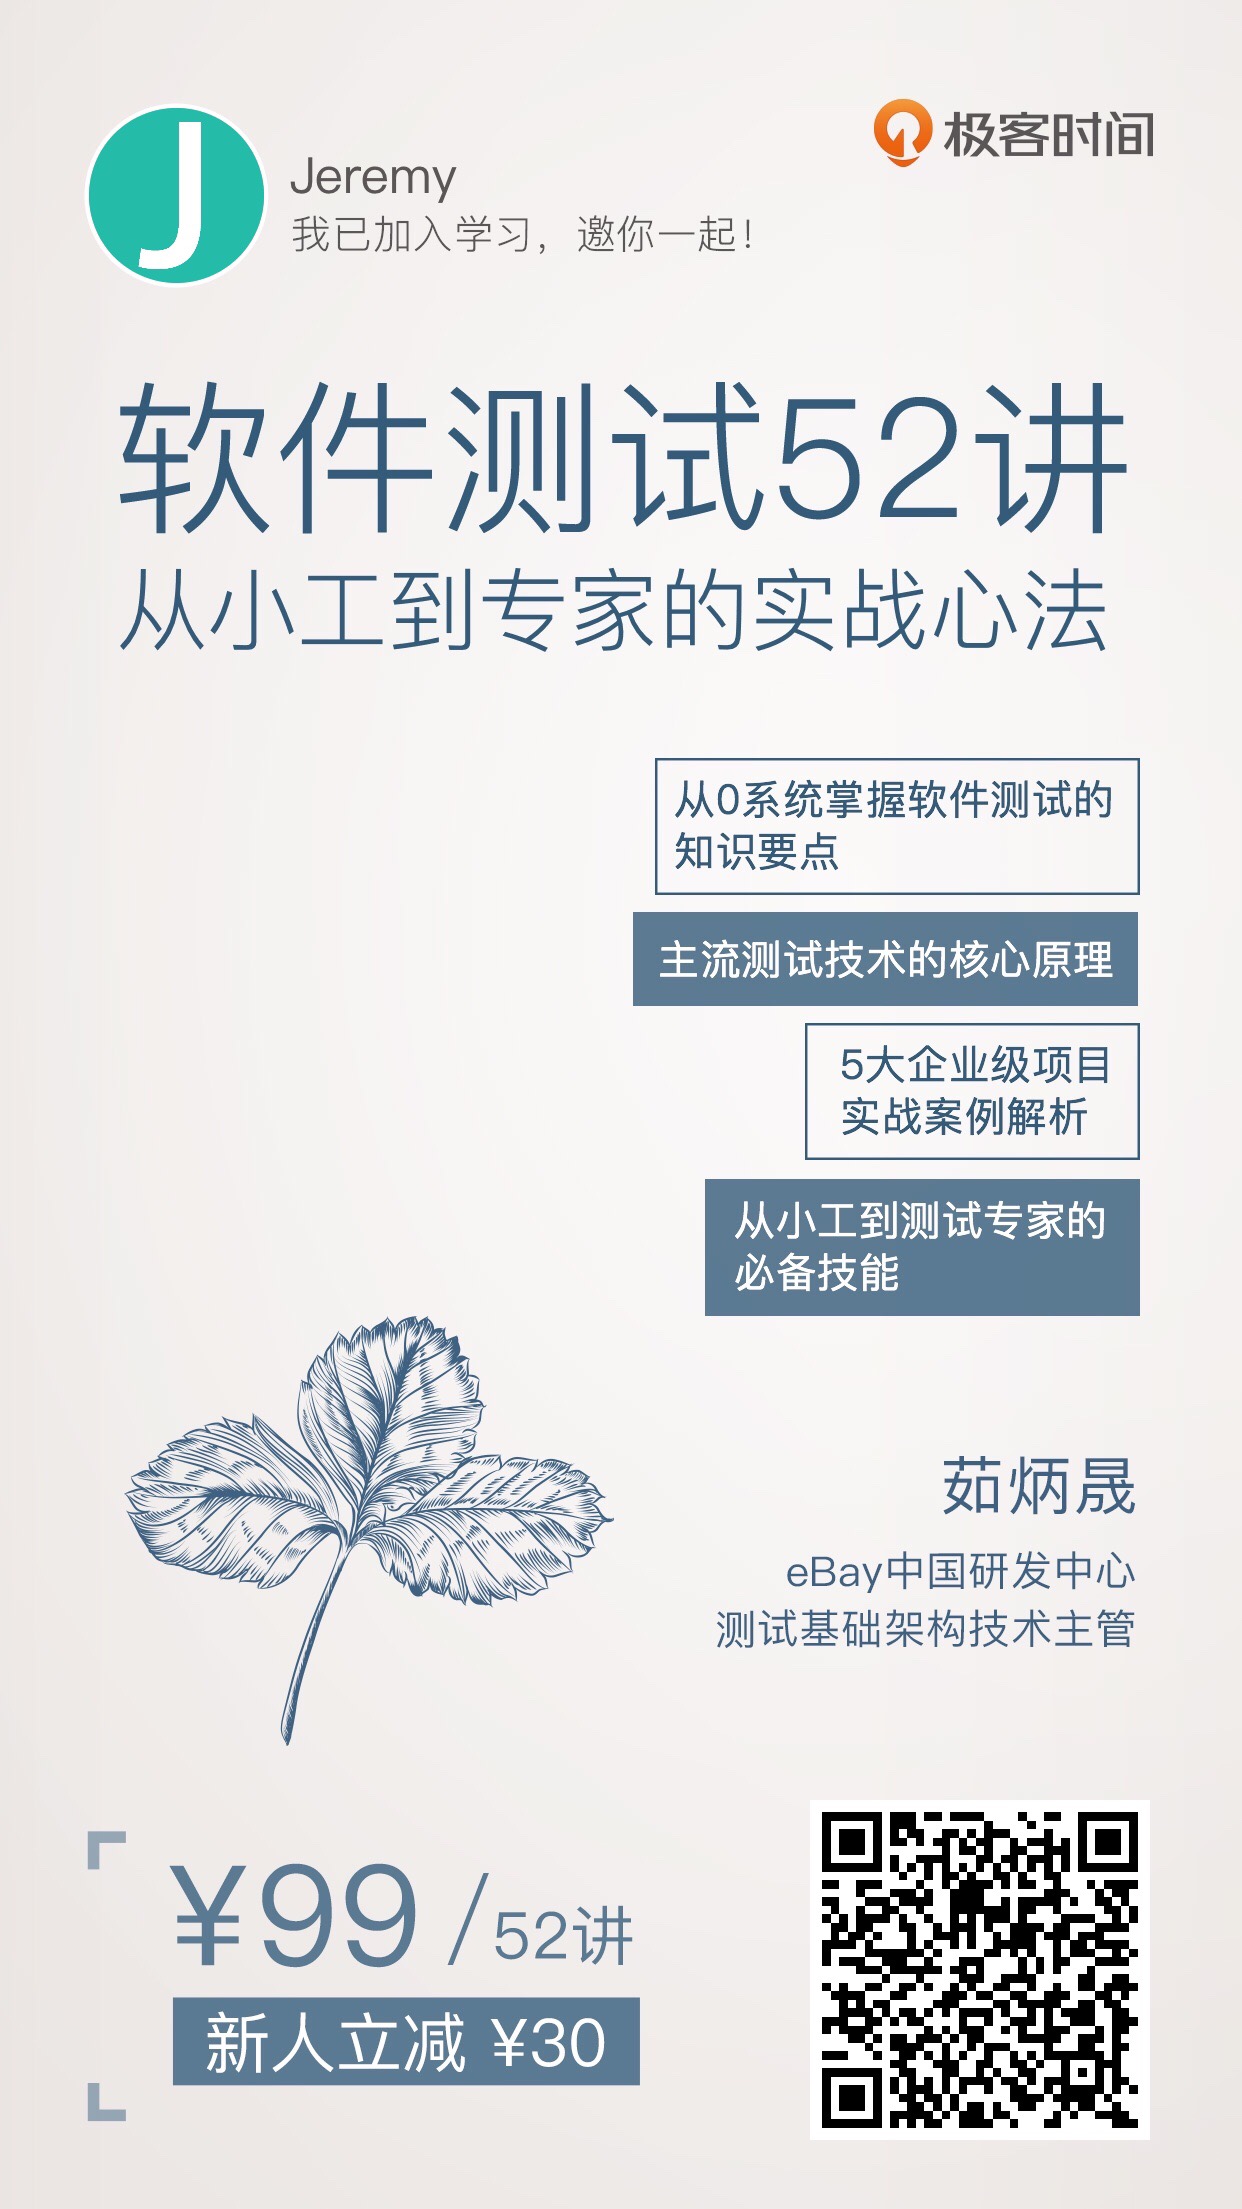 J
Jeremy
极客时间
我已加入学习，邀你一起！
软件测试52讲
从小工到专家的实战心法
从0系统掌握软件测试的
知识要点
主流测试技术的核心原理
5大企业级项目
实战案例解析
从小工到测试专家的
必备技能
茹炳晟
eBay中国研发中心
测试基础架构技术主管
¥99/52讲
新人立减 ¥30